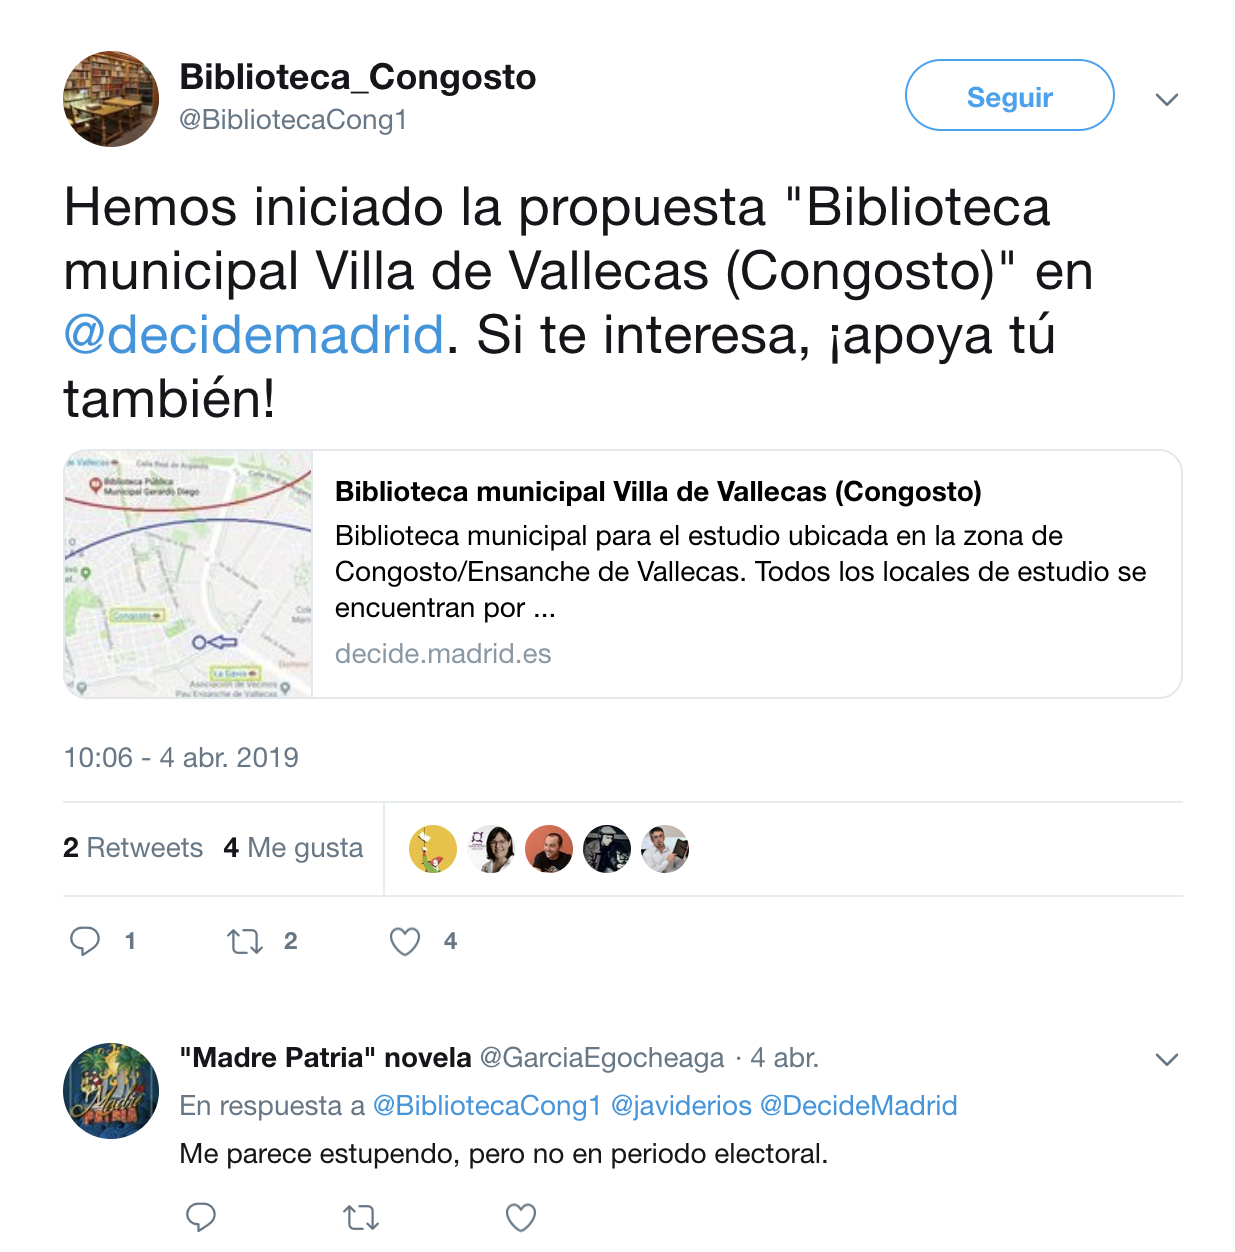 Biblioteca_Congosto
@BibliotecaCong1
Seguir
Hemos iniciado la propuesta "Biblioteca
municipal Villa de Vallecas (Congosto)" en
@decidemadrid. Si te interesa, ¡apoya tú
también!
de Vallecas
Biblioteca Pública
Municipal Gerardo Diego
Congosto
La Gavia
Asociación de Vecinos
Pau Ensanche de Vallecas
Biblioteca municipal Villa de Vallecas (Congosto)
Biblioteca municipal para el estudio ubicada en la zona de
Congosto/Ensanche de Vallecas. Todos los locales de estudio se
encuentran por ...
decide.madrid.es
10:06 - 4 abr. 2019
2 Retweets 4 Me gusta
1 2 4
"Madre Patria" novela @GarciaEgocheaga · 4 abr.
En respuesta a @BibliotecaCong1 @javiderios @DecideMadrid
Me parece estupendo, pero no en periodo electoral.